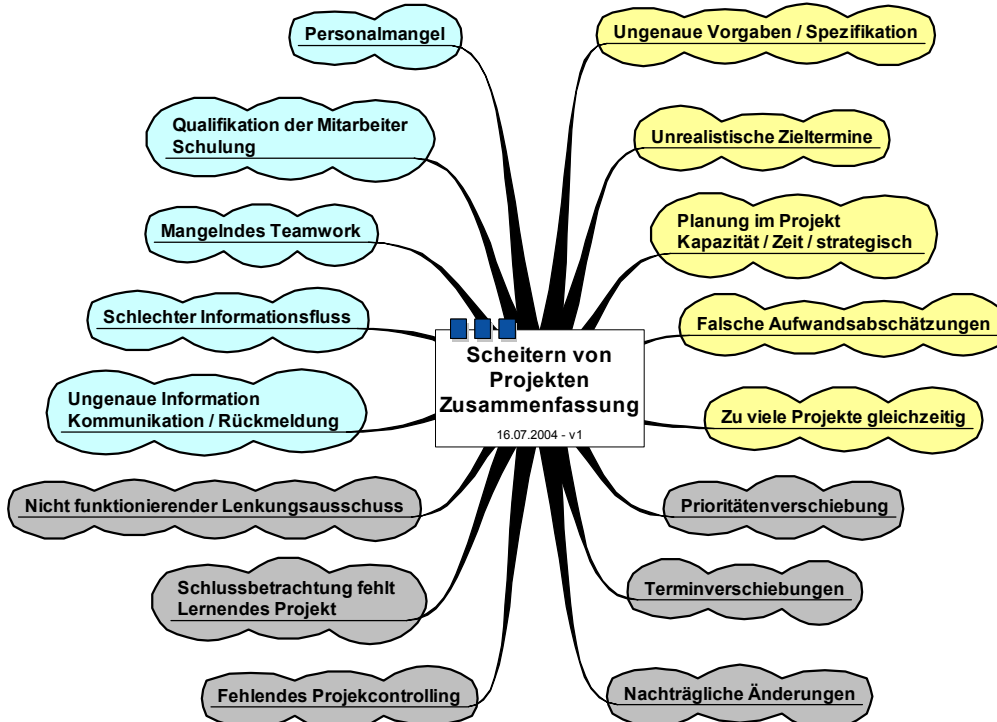 Personalmangel
Qualifikation der Mitarbeiter
Schulung
Mangelndes Teamwork
Schlechter Informationsfluss
Ungenaue Information
Kommunikation / Rückmeldung
Nicht funktionierender Lenkungsausschuss
Schlussbetrachtung fehlt
Lernendes Projekt
Fehlendes Projekcontrolling
Scheitern von
Projekten
Zusammenfassung
16.07.2004 - v1
Ungenaue Vorgaben / Spezifikation
Unrealistische Zieltermine
Planung im Projekt
Kapazität / Zeit / strategisch
Falsche Aufwandsabschätzungen
Zu viele Projekte gleichzeitig
Prioritätenverschiebung
Terminverschiebungen
Nachträgliche Änderungen